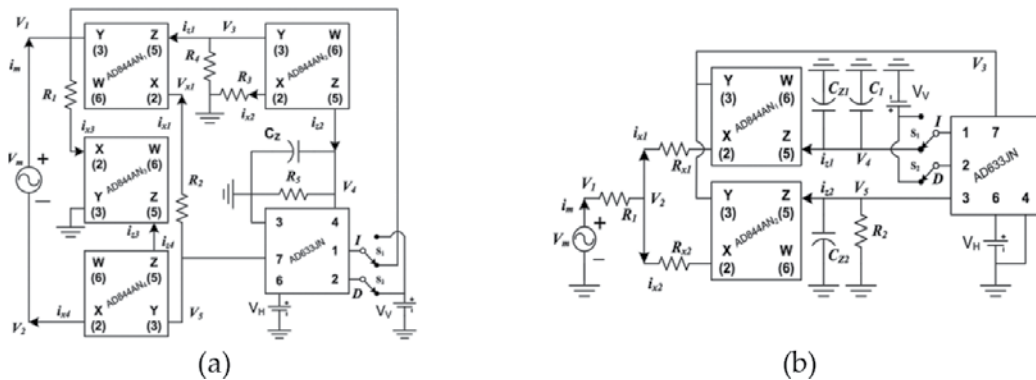 V1
Y
(3)
Z
(5)
AD844AN1
W
(6)
X
(2)
iz1
V3
R4
R3
ix2
Y
(3)
W
(6)
AD844AN2
X
(2)
Z
(5)
im
R1
Vx1
ix1
ix3
iz2
X
(2)
W
(6)
AD844AN3
Y
(3)
Z
(5)
Vm
+
–
R2
CZ
R5
V4
iz3
iz4
3
4
1
7
AD633JN
6
2
I
S1
S2
D
W
(6)
Z
(5)
AD844AN4
X
(2)
Y
(3)
V2
ix4
V5
VH
VV
(a)
V3
Y
(3)
W
(6)
AD844AN1
X
(2)
Z
(5)
CZ1
C1
VV
S1
I
S2
D
1
7
2
AD633JN
3
6
4
ix1
Rx1
iz1
V4
V1
im
R1
V2
Vm
+
–
Rx2
ix2
Y
(3)
Z
(5)
AD844AN2
X
(2)
W
(6)
iz2
V5
CZ2
R2
VH
(b)